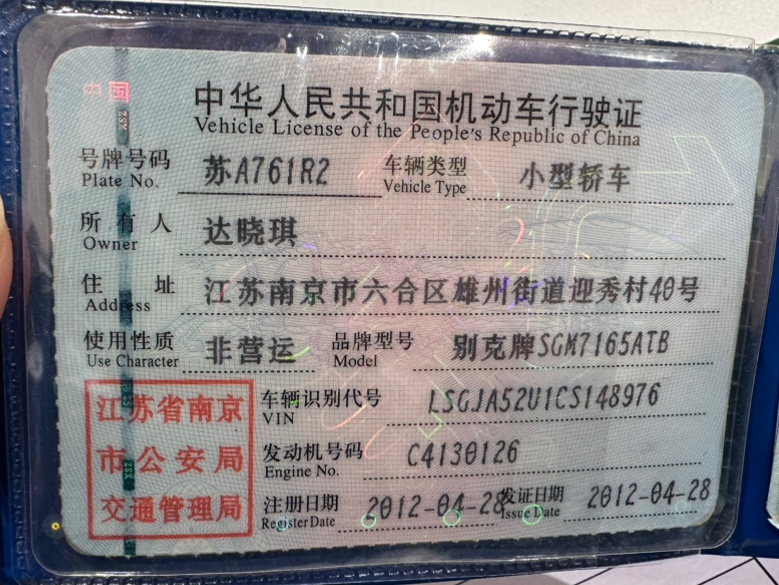 中国
XSZ
中华人民共和国机动车行驶证
Vehicle License of the People's Republic of China
号牌号码 苏A761R2 车辆类型 小型轿车
Plate No. Vehicle Type
所有人 达晓琪
Owner
住址 江苏南京市六合区雄州街道迎秀村40号
Address
使用性质 非营运 品牌型号 别克牌SGM7165ATB
Use Character Model
江苏省南京
市公安局
交通管理局
车辆识别代号 LSGJA52U1CS148976
VIN
发动机号码 C4130126
Engine No.
注册日期 2012-04-28 发证日期 2012-04-28
Register Date Issue Date
XSZ